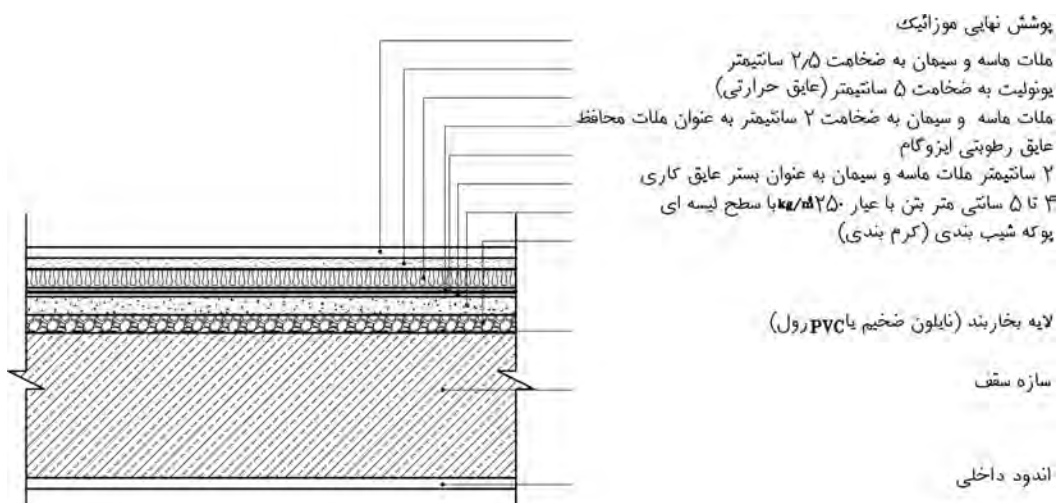 پوشش نهایی موزائیک
ملات ماسه و سیمان به ضخامت ۲٫۵ سانتیمتر
یونولیت به ضخامت ۵ سانتیمتر (عایق حرارتی)
ملات ماسه و سیمان به ضخامت ۲ سانتیمتر به عنوان ملات محافظ
عایق رطوبتی ایزوگام
۲ سانتیمتر ملات ماسه و سیمان به عنوان بستر عایق کاری
۴ تا ۵ سانتی متر بتن با عیار ۲۵۰ kg/m³ با سطح لیسه ای
پوکه شیب بندی (کرم بندی)
لایه بخاربند (نایلون ضخیم یا PVC رول)
سازه سقف
اندود داخلی